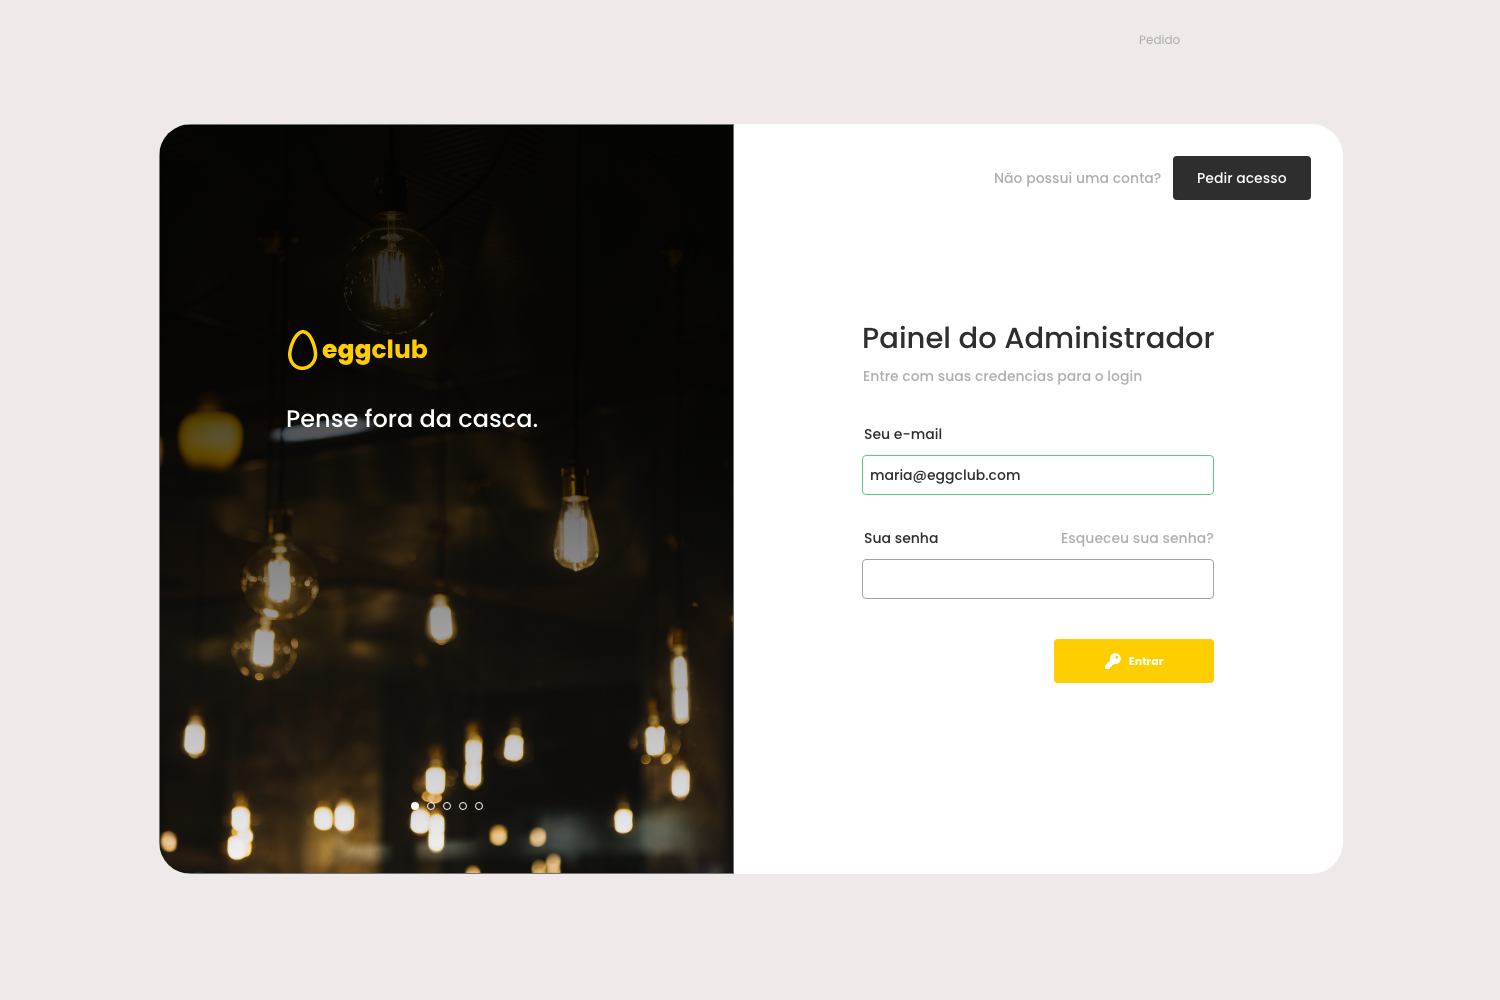 Pedido
Não possui uma conta?
Pedir acesso
eggclub
Pense fora da casca.
Painel do Administrador
Entre com suas credencias para o login
Seu e-mail
maria@eggclub.com
Sua senha
Esqueceu sua senha?
Entrar